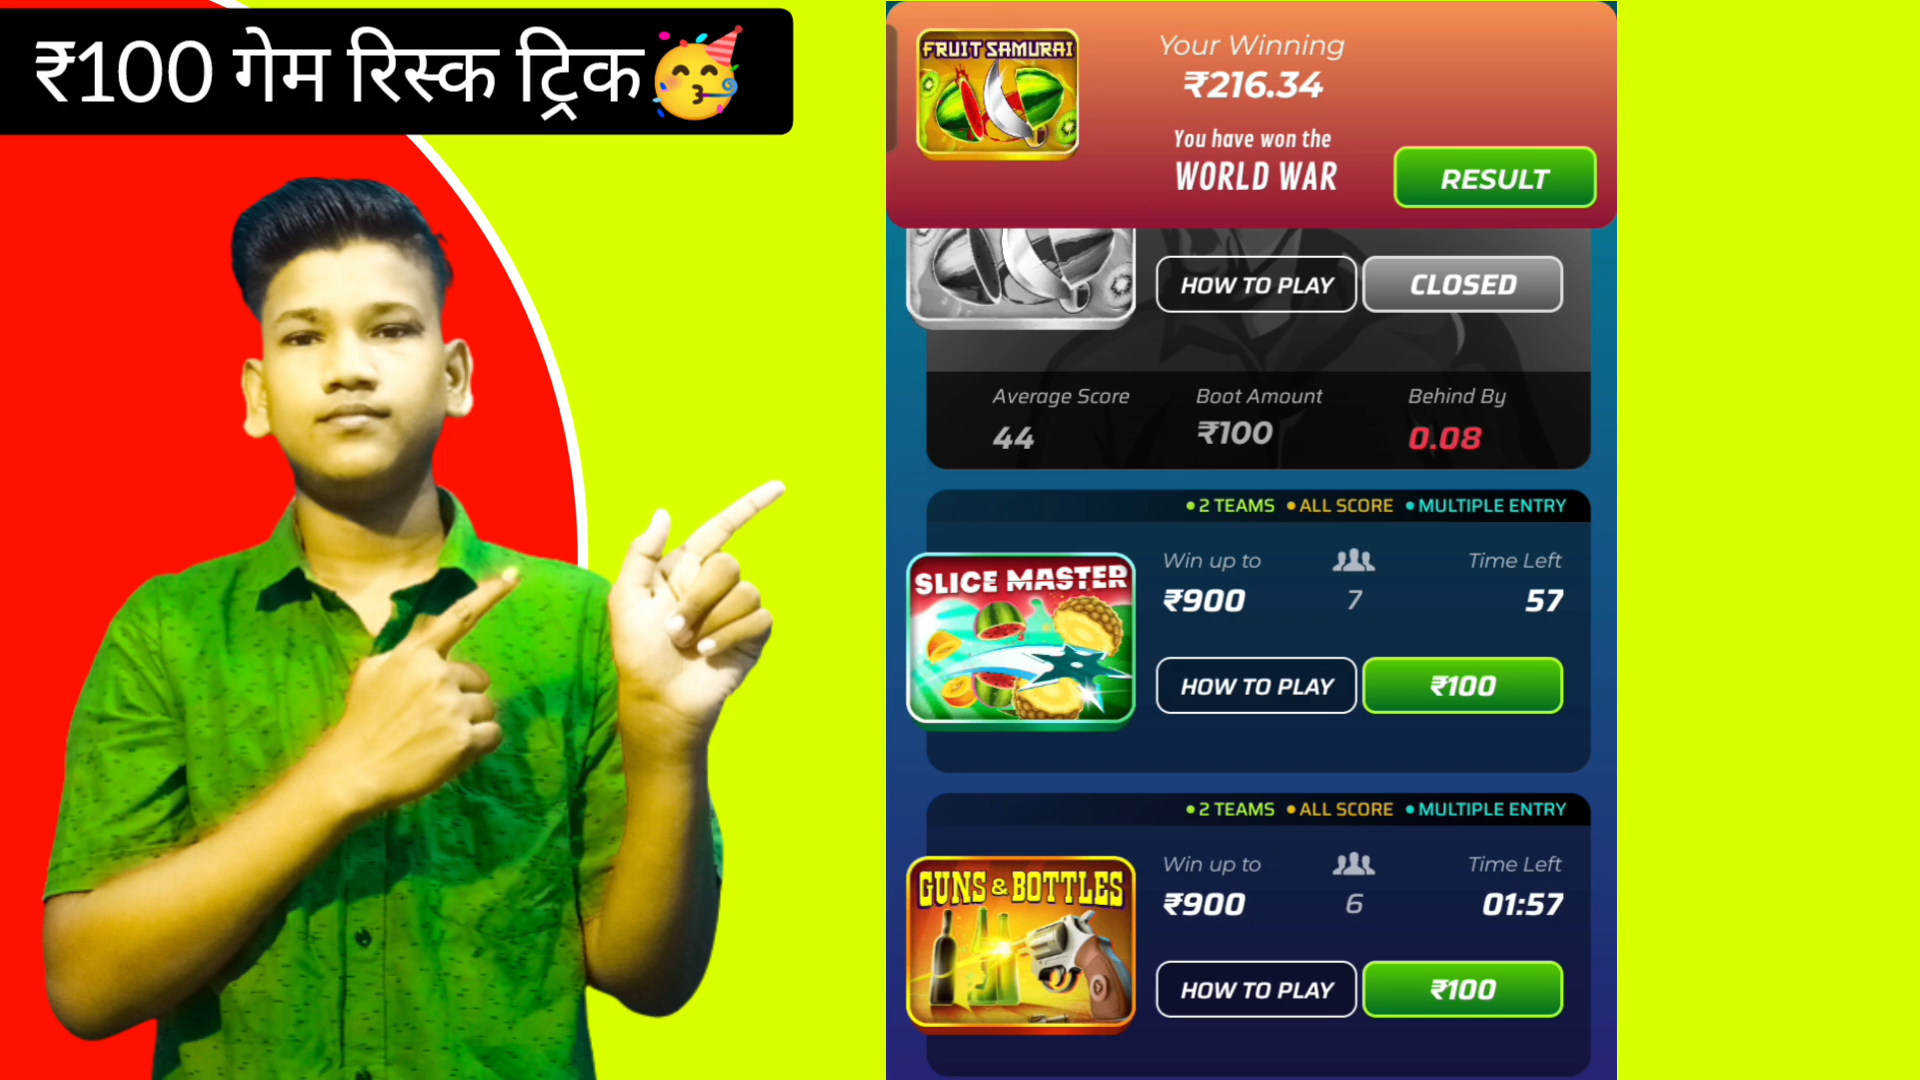 ₹100 गेम रिस्क ट्रिक🥳
FRUIT SAMURAI
Your Winning
₹216.34
You have won the
WORLD WAR
RESULT
HOW TO PLAY
CLOSED
Average Score
Boot Amount
Behind By
44
₹100
0.08
2 TEAMS ALL SCORE MULTIPLE ENTRY
SLICE MASTER
Win up to
Time Left
₹900
7
57
HOW TO PLAY
₹100
2 TEAMS ALL SCORE MULTIPLE ENTRY
GUNS & BOTTLES
Win up to
Time Left
₹900
6
01:57
HOW TO PLAY
₹100